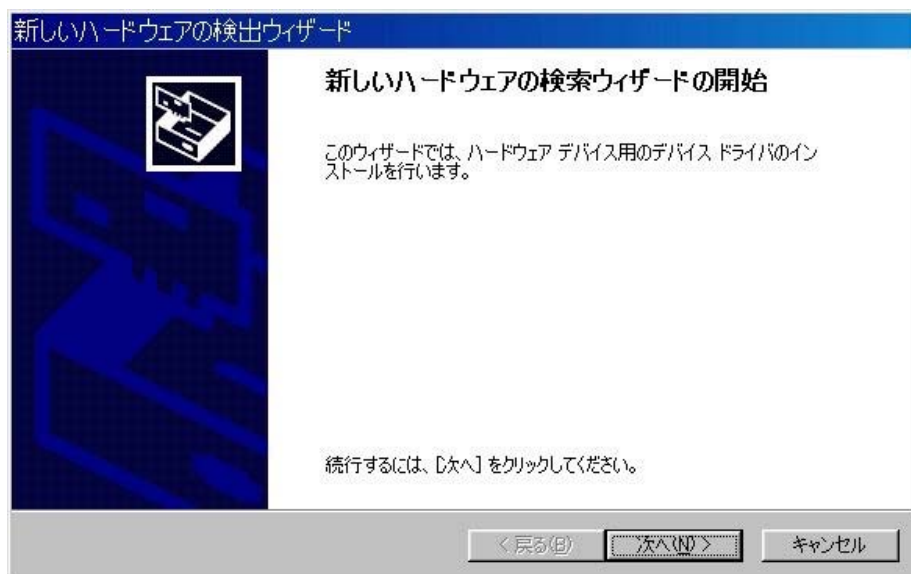 新しいハードウェアの検出ウィザード
新しいハードウェアの検索ウィザードの開始
このウィザードでは、ハードウェア デバイス用のデバイス ドライバのイン
ストールを行います。
続行するには、[次へ] をクリックしてください。
< 戻る(B)
次へ(N) >
キャンセル